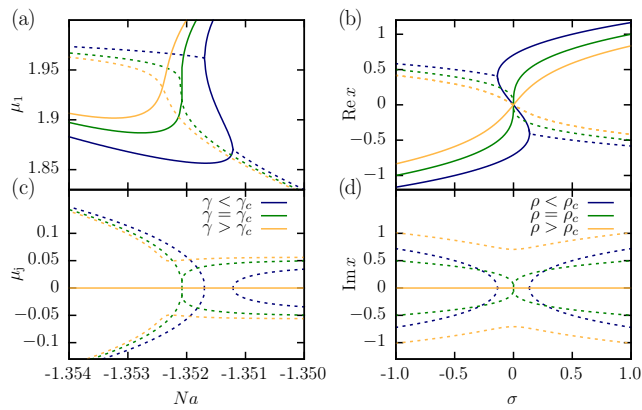 (a)
(b)
μ₁
1.95
1.9
1.85
Re x
1
0.5
0
−0.5
−1
(c)
(d)
γ < γc
γ = γc
γ > γc
ρ < ρc
ρ = ρc
ρ > ρc
μj
0.1
0.05
0
−0.05
−0.1
Im x
1
0.5
0
−0.5
−1
-1.354 -1.353 -1.352 -1.351 -1.350
-1.0 -0.5 0 0.5 1.0
Na
σ